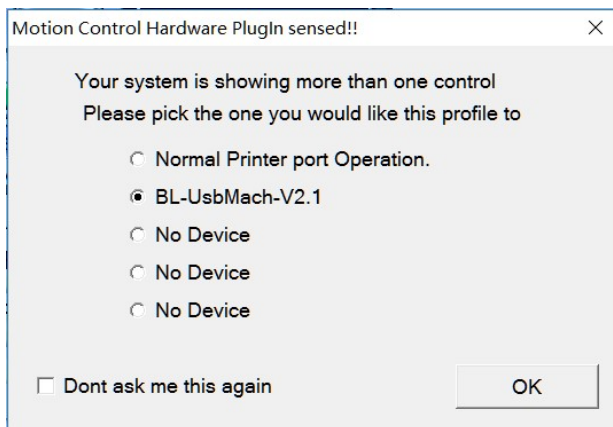 Motion Control Hardware PlugIn sensed!!
Your system is showing more than one control
Please pick the one you would like this profile to
Normal Printer port Operation.
BL-UsbMach-V2.1
No Device
No Device
No Device
Dont ask me this again
OK